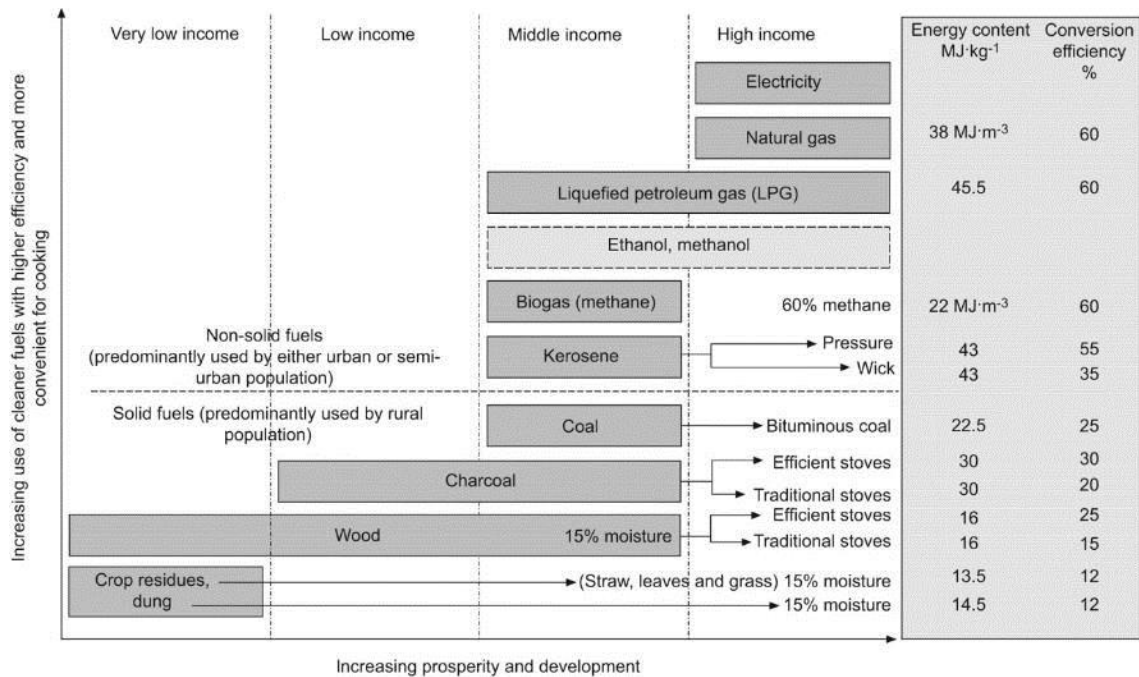 Very low income
Low income
Middle income
High income
Energy content
MJ·kg-1
Conversion
efficiency
%
Electricity
Natural gas
38 MJ·m-3
60
Liquefied petroleum gas (LPG)
45.5
60
Ethanol, methanol
Biogas (methane)
60% methane
22 MJ·m-3
60
Non-solid fuels
(predominantly used by either urban or semi-
urban population)
Kerosene
Pressure
43
55
Wick
43
35
Solid fuels (predominantly used by rural
population)
Coal
Bituminous coal
22.5
25
Charcoal
Efficient stoves
30
30
Traditional stoves
30
20
Wood
15% moisture
Efficient stoves
16
25
Traditional stoves
16
15
Crop residues,
dung
(Straw, leaves and grass) 15% moisture
13.5
12
15% moisture
14.5
12
Increasing use of cleaner fuels with higher efficiency and more
convenient for cooking
Increasing prosperity and development